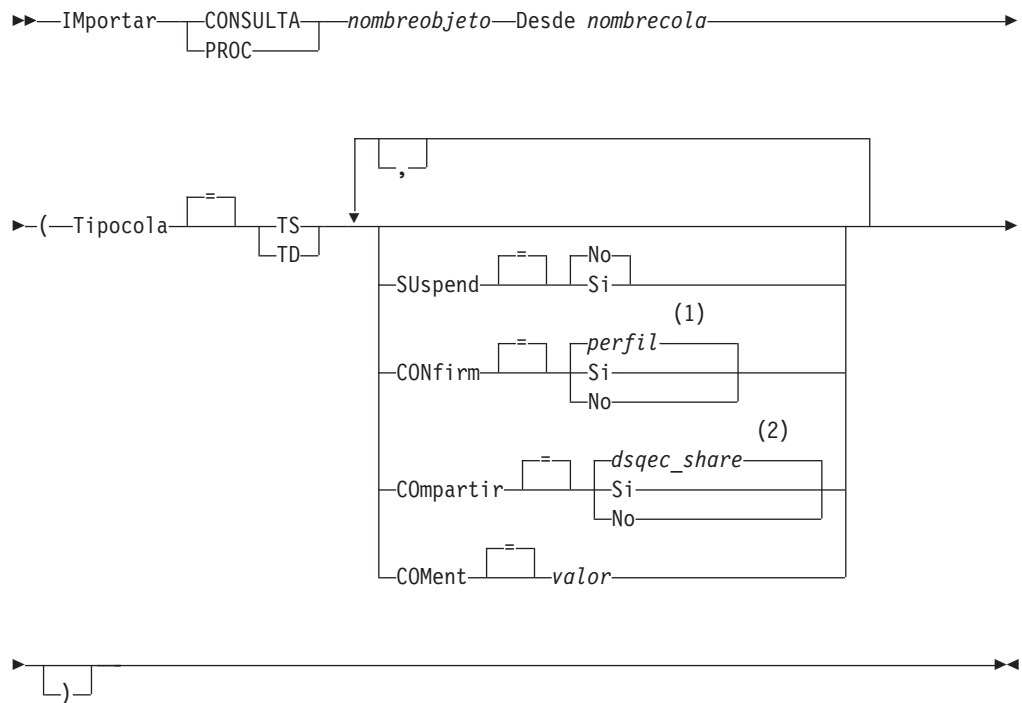 IMportar CONSULTA nombreobjeto Desde nombrecola
PROC
,
( Tipocola = TS
TD
SUspend = No
Si
(1)
CONfirm = perfil
Si
No
(2)
COmpartir = dsqec_share
Si
No
COMent = valor
)